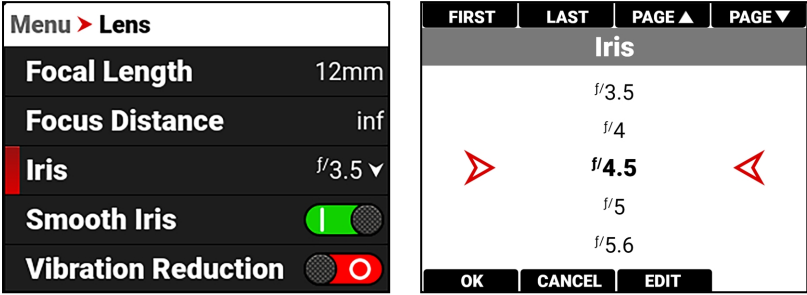 Menu > Lens
Focal Length 12mm
Focus Distance inf
Iris ƒ/3.5
Smooth Iris
Vibration Reduction
FIRST LAST PAGE▲ PAGE▼
Iris
ƒ/3.5
ƒ/4
ƒ/4.5
ƒ/5
ƒ/5.6
OK CANCEL EDIT